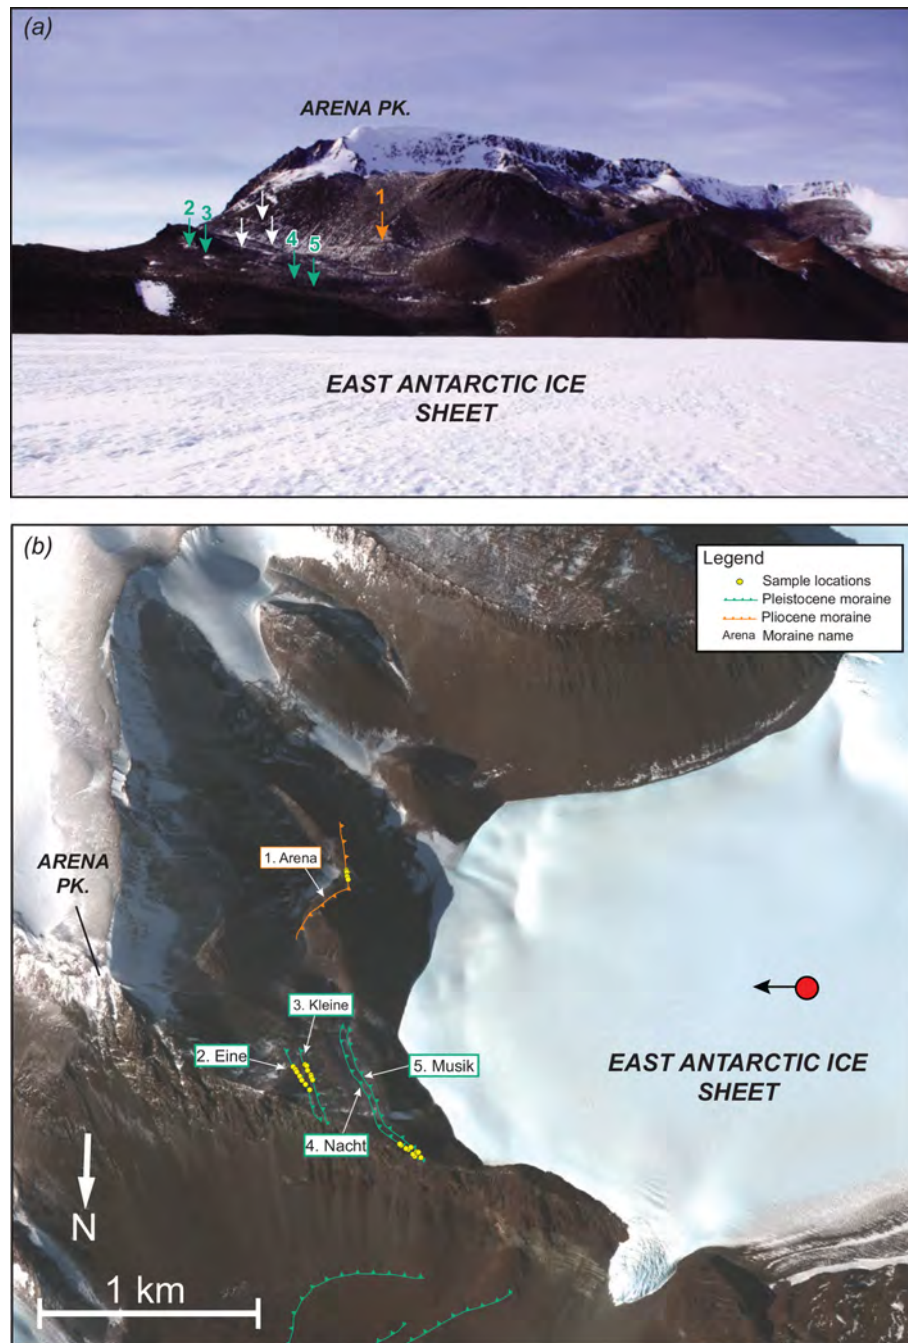 (a)
ARENA PK.
1
2
3
4
5
EAST ANTARCTIC ICE
SHEET
(b)
Legend
Sample locations
Pleistocene moraine
Pliocene moraine
Arena Moraine name
1. Arena
ARENA
PK.
3. Kleine
2. Eine
5. Musik
4. Nacht
EAST ANTARCTIC ICE
SHEET
N
1 km